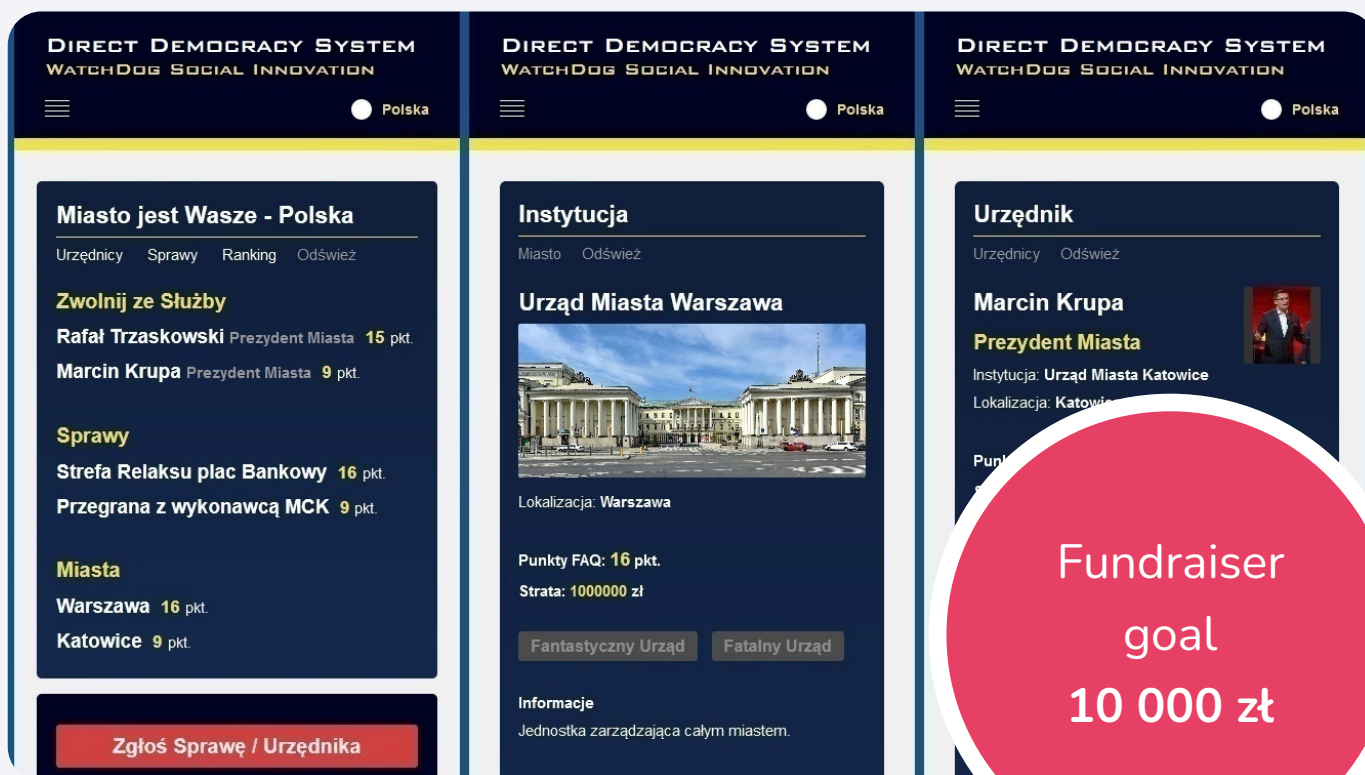 DIRECT DEMOCRACY SYSTEM
WATCHDOG SOCIAL INNOVATION
Polska
Miasto jest Wasze - Polska
Urzędnicy Sprawy Ranking Odśwież
Zwolnij ze Służby
Rafał Trzaskowski Prezydent Miasta 15 pkt.
Marcin Krupa Prezydent Miasta 9 pkt.
Sprawy
Strefa Relaksu plac Bankowy 16 pkt.
Przegrana z wykonawcą MCK 9 pkt.
Miasta
Warszawa 16 pkt.
Katowice 9 pkt.
Zgłoś Sprawę / Urzędnika
DIRECT DEMOCRACY SYSTEM
WATCHDOG SOCIAL INNOVATION
Polska
Instytucja
Miasto Odśwież
Urząd Miasta Warszawa
Lokalizacja: Warszawa
Punkty FAQ: 16 pkt.
Strata: 1000000 zł
Fantastyczny Urząd Fatalny Urząd
Informacje
Jednostka zarządzająca całym miastem.
DIRECT DEMOCRACY SYSTEM
WATCHDOG SOCIAL INNOVATION
Polska
Urzędnik
Urzędnicy Odśwież
Marcin Krupa
Prezydent Miasta
Instytucja: Urząd Miasta Katowice
Lokalizacja:
Fundraiser
goal
10 000 zł